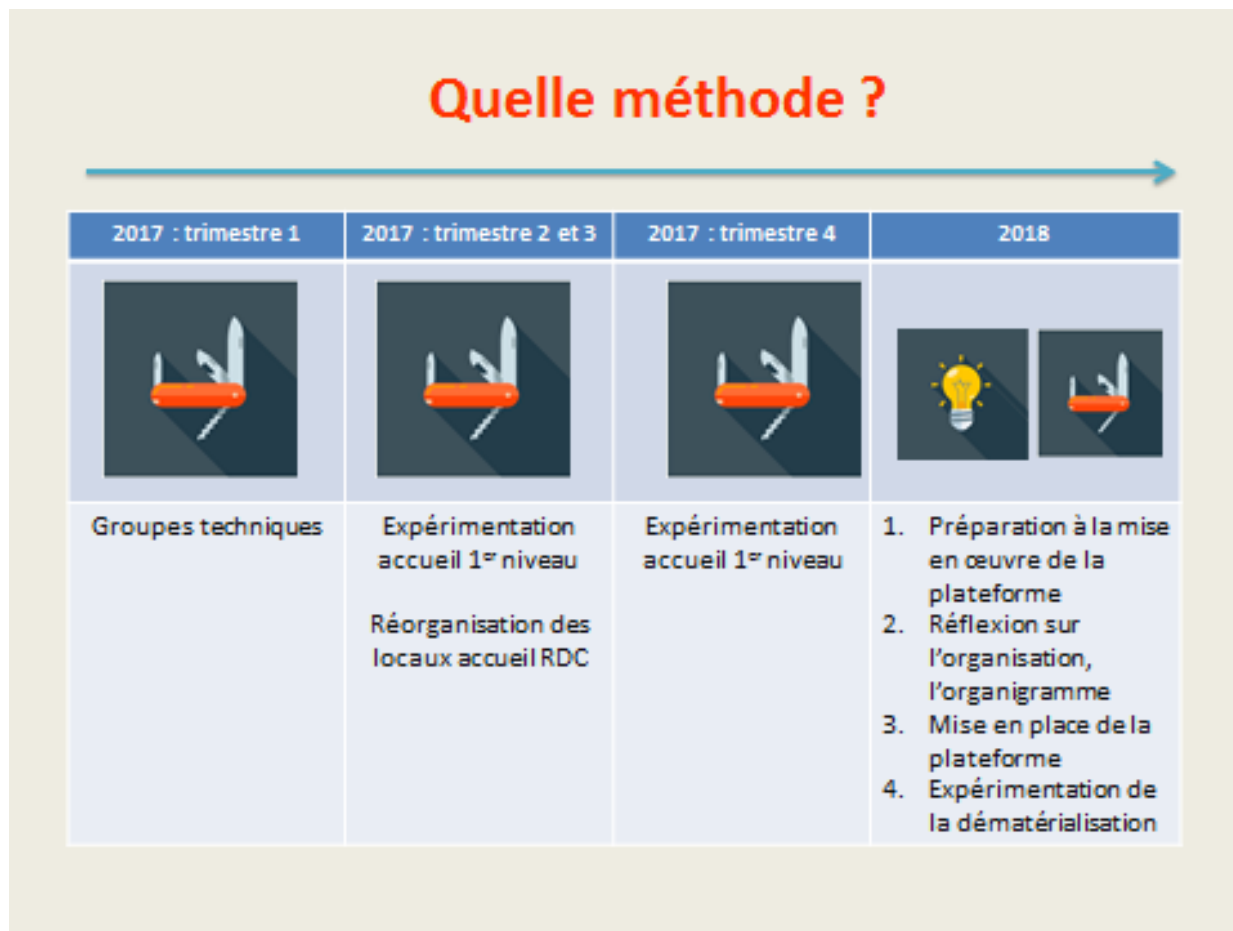 Quelle méthode ?
2017 : trimestre 1
2017 : trimestre 2 et 3
2017 : trimestre 4
2018
Groupes techniques
Expérimentation
accueil 1er niveau
Réorganisation des
locaux accueil RDC
Expérimentation
accueil 1er niveau
1. Préparation à la mise
en œuvre de la
plateforme
2. Réflexion sur
l'organisation,
l'organigramme
3. Mise en place de la
plateforme
4. Expérimentation de
la dématérialisation